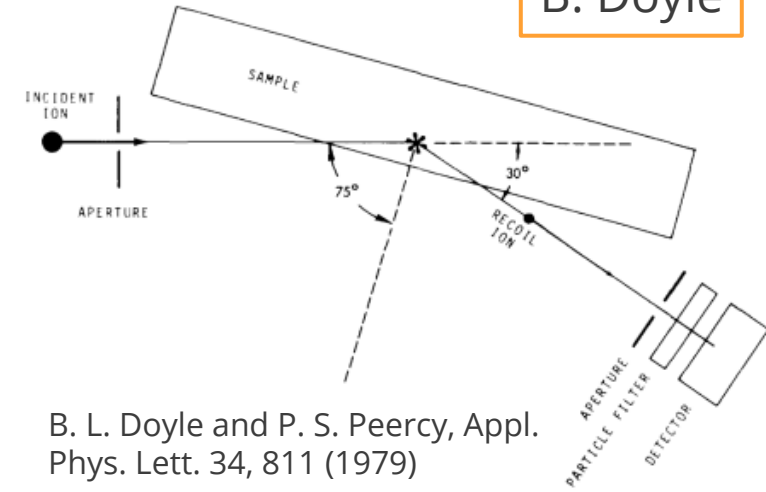 B. Doyle
SAMPLE
INCIDENT
ION
APERTURE
75°
30°
RECOIL
ION
APERTURE
PARTICLE FILTER
DETECTOR
B. L. Doyle and P. S. Peercy, Appl.
Phys. Lett. 34, 811 (1979)